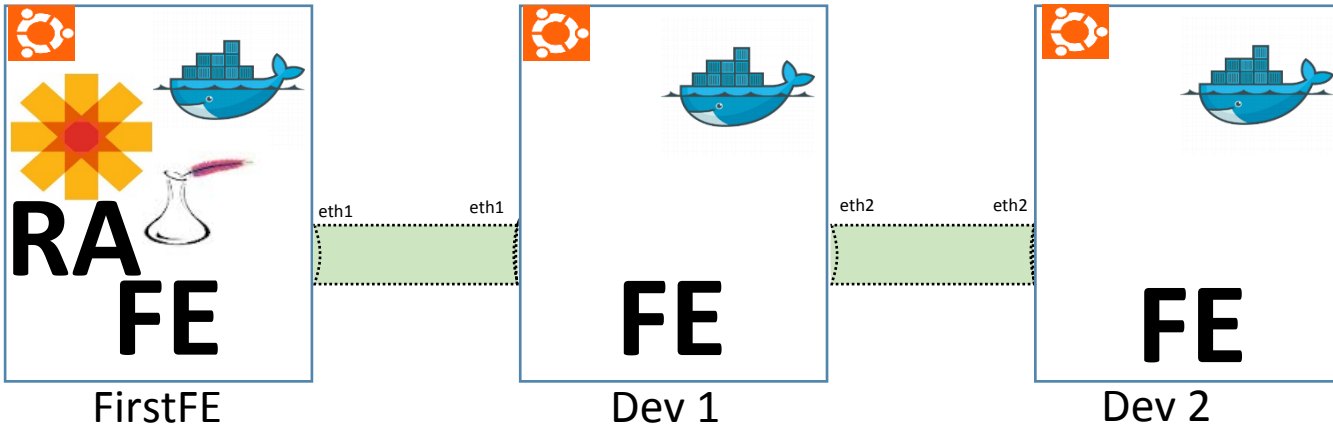 eth1
eth1
eth2
eth2
RA
FE
FE
FE
FirstFE
Dev 1
Dev 2